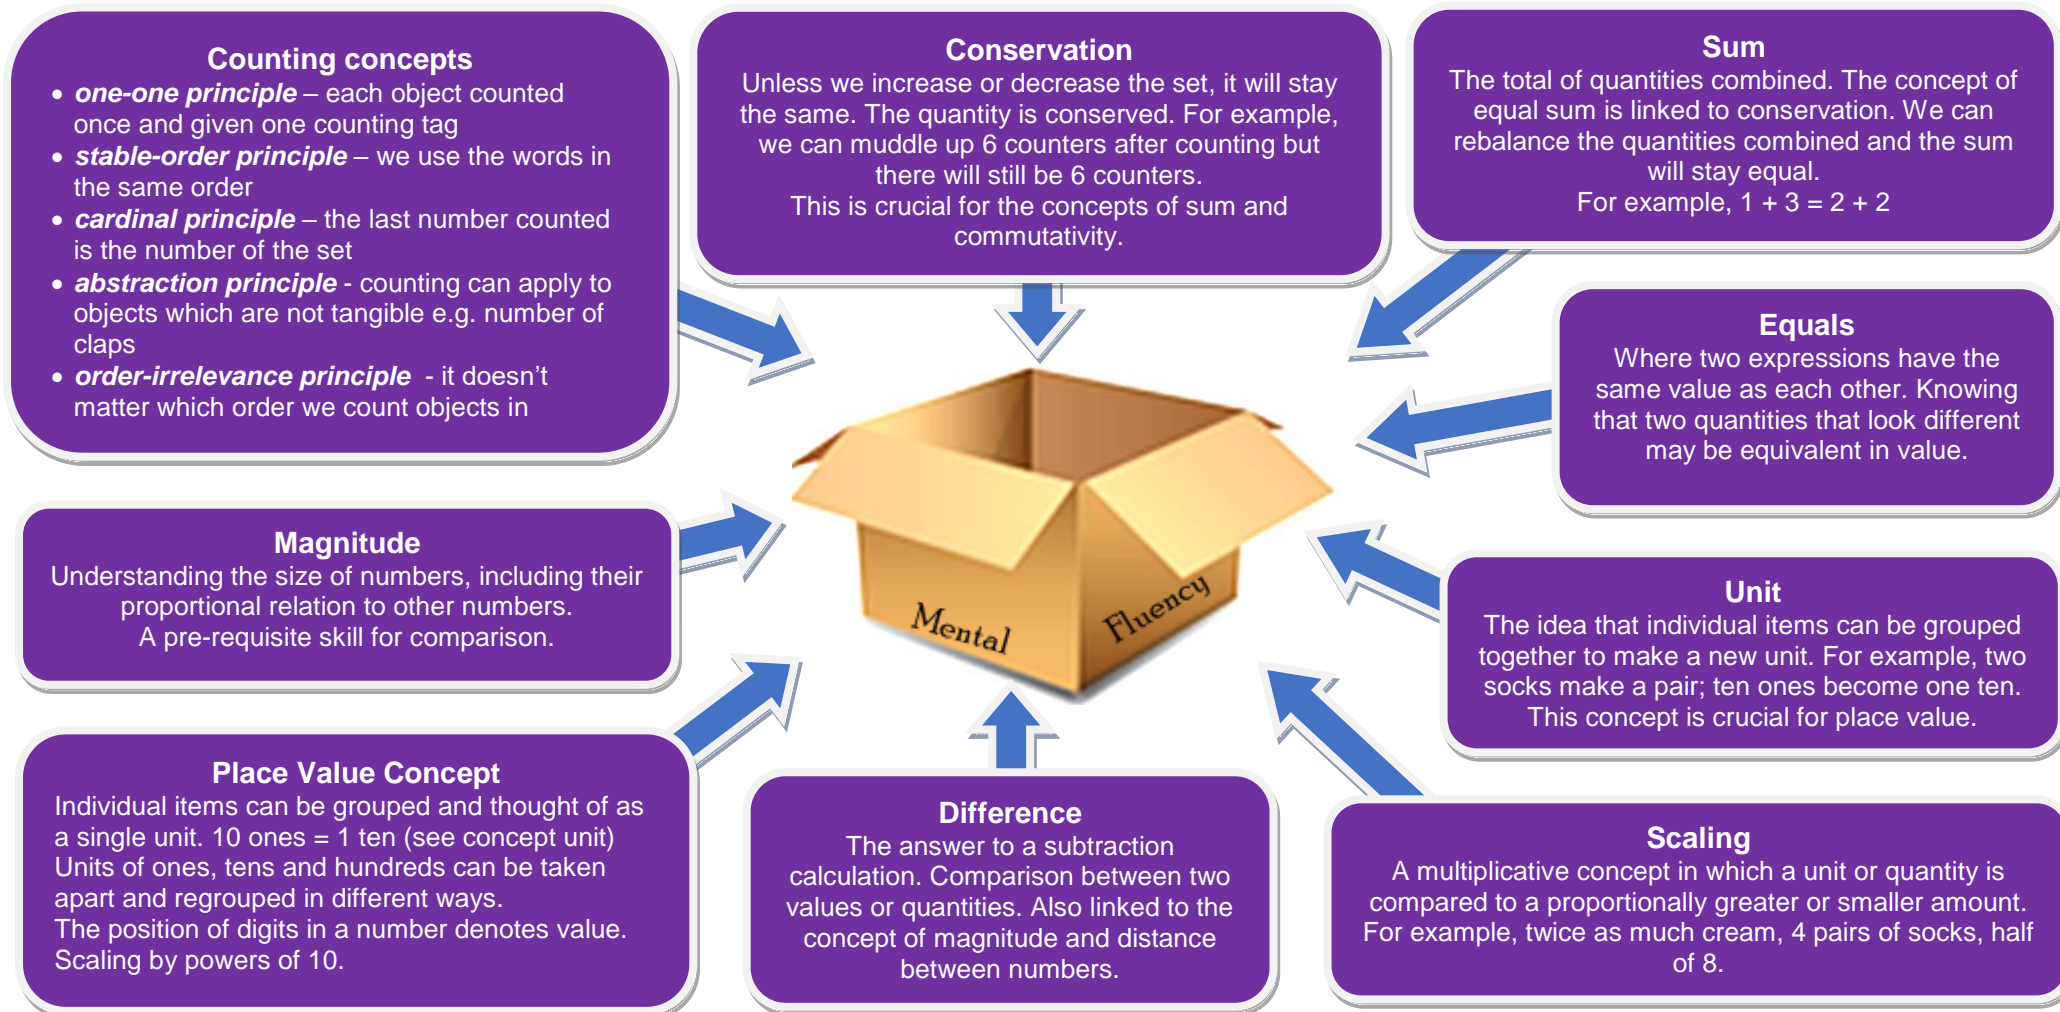 Counting concepts
• one-one principle – each object counted
once and given one counting tag
• stable-order principle – we use the words in
the same order
• cardinal principle – the last number counted
is the number of the set
• abstraction principle - counting can apply to
objects which are not tangible e.g. number of
claps
• order-irrelevance principle  - it doesn't
matter which order we count objects in
Conservation
Unless we increase or decrease the set, it will stay
the same. The quantity is conserved. For example,
we can muddle up 6 counters after counting but
there will still be 6 counters.
This is crucial for the concepts of sum and
commutativity.
Sum
The total of quantities combined. The concept of
equal sum is linked to conservation. We can
rebalance the quantities combined and the sum
will stay equal.
For example, 1 + 3 = 2 + 2
Equals
Where two expressions have the
same value as each other. Knowing
that two quantities that look different
may be equivalent in value.
Magnitude
Understanding the size of numbers, including their
proportional relation to other numbers.
A pre-requisite skill for comparison.
Mental
Fluency
Unit
The idea that individual items can be grouped
together to make a new unit. For example, two
socks make a pair; ten ones become one ten.
This concept is crucial for place value.
Place Value Concept
Individual items can be grouped and thought of as
a single unit. 10 ones = 1 ten (see concept unit)
Units of ones, tens and hundreds can be taken
apart and regrouped in different ways.
The position of digits in a number denotes value.
Scaling by powers of 10.
Difference
The answer to a subtraction
calculation. Comparison between two
values or quantities. Also linked to the
concept of magnitude and distance
between numbers.
Scaling
A multiplicative concept in which a unit or quantity is
compared to a proportionally greater or smaller amount.
For example, twice as much cream, 4 pairs of socks, half
of 8.